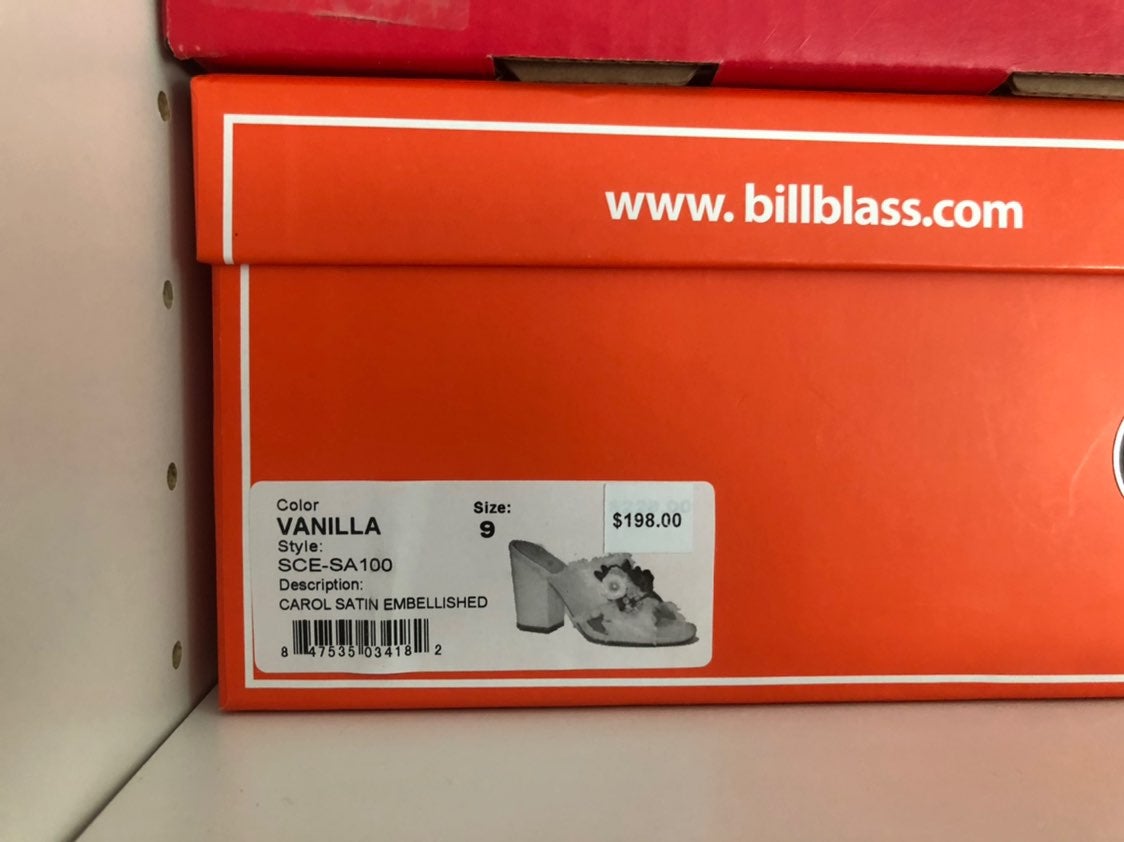 www.billblass.com
Color
VANILLA
Size:
9
$198.00
Style:
SCE-SA100
Description:
CAROL SATIN EMBELLISHED
8 47535 03418 2